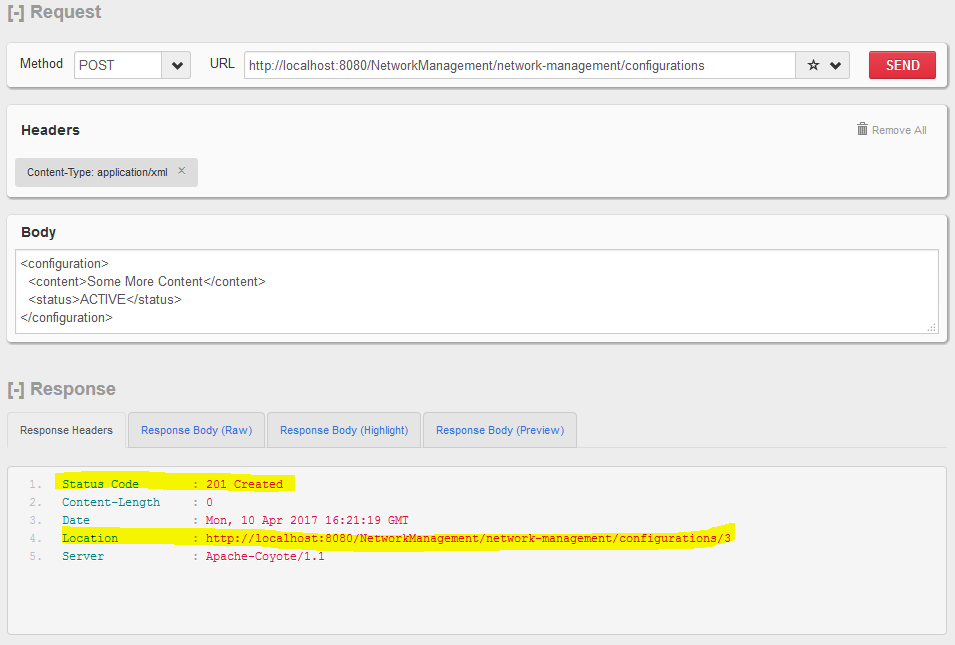 [-] Request
Method POST URL http://localhost:8080/NetworkManagement/network-management/configurations SEND
Headers Remove All
Content-Type: application/xml ×
Body
<configuration>
<content>Some More Content</content>
<status>ACTIVE</status>
</configuration>
[-] Response
Response Headers Response Body (Raw) Response Body (Highlight) Response Body (Preview)
1. Status Code : 201 Created
2. Content-Length : 0
3. Date : Mon, 10 Apr 2017 16:21:19 GMT
4. Location : http://localhost:8080/NetworkManagement/network-management/configurations/3
5. Server : Apache-Coyote/1.1